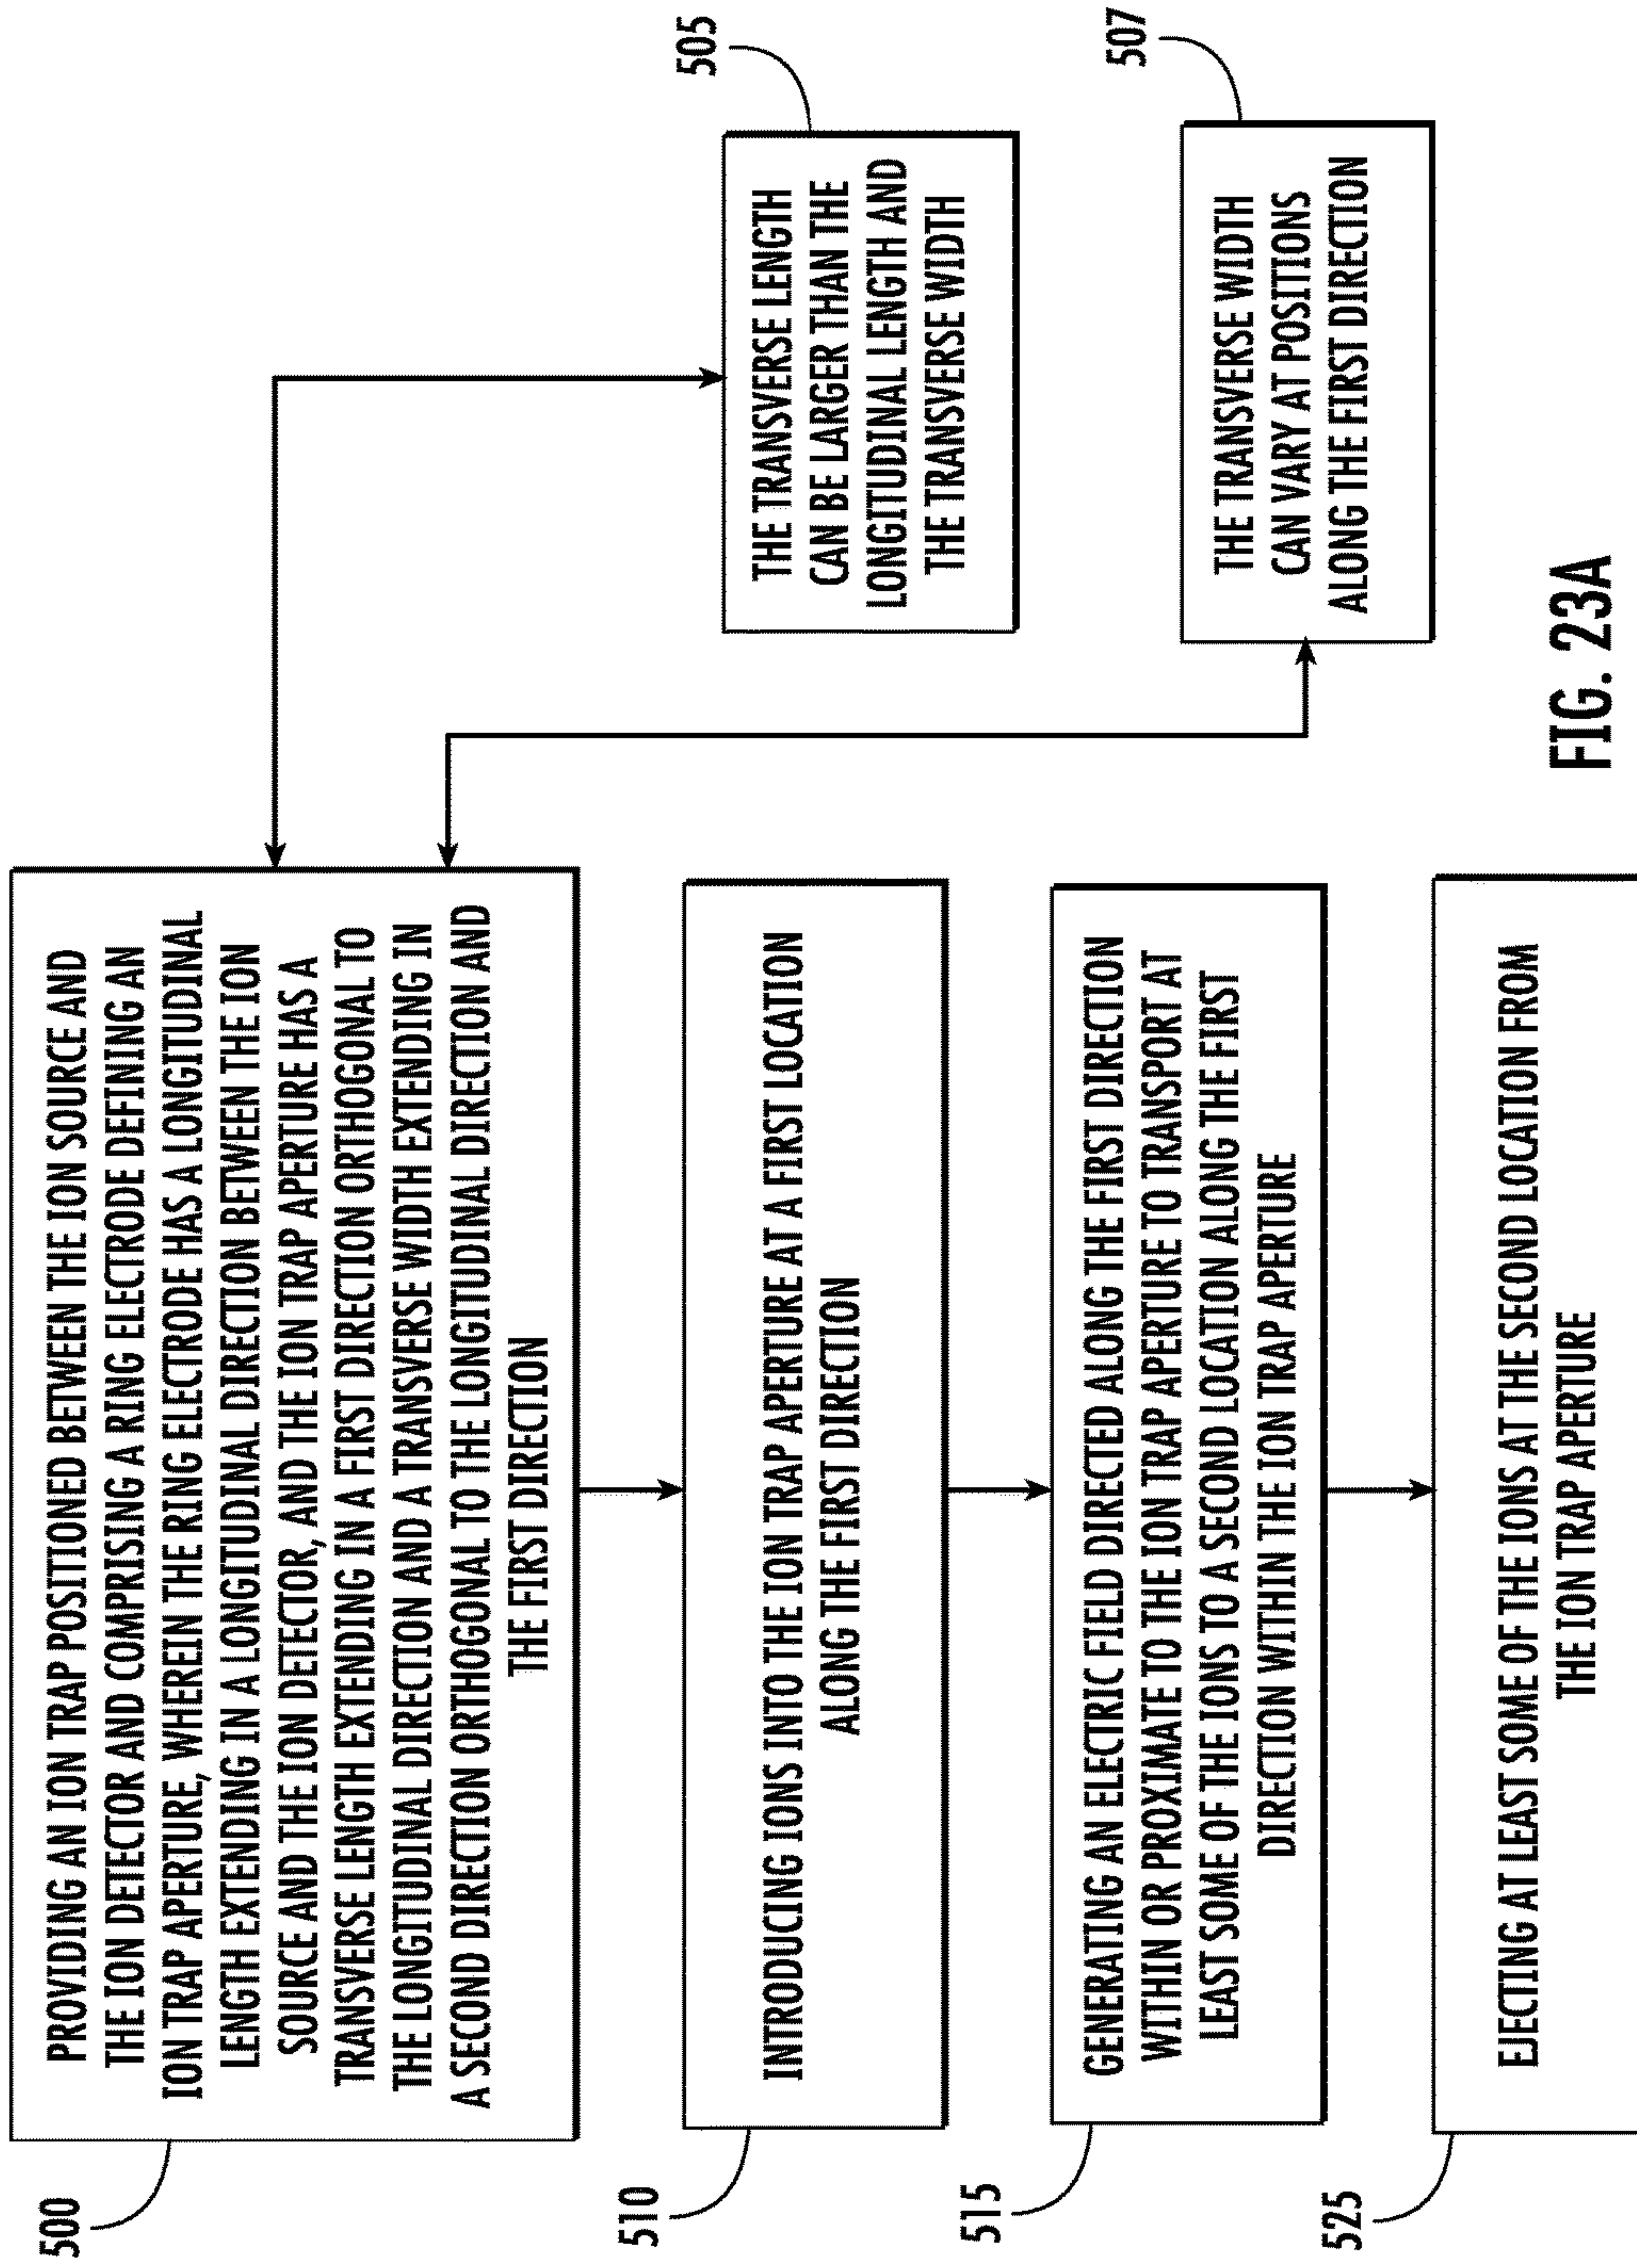 500
PROVIDING AN ION TRAP POSITIONED BETWEEN THE ION SOURCE AND
THE ION DETECTOR AND COMPRISING A RING ELECTRODE DEFINING AN
ION TRAP APERTURE, WHEREIN THE RING ELECTRODE HAS A LONGITUDINAL
LENGTH EXTENDING IN A LONGITUDINAL DIRECTION BETWEEN THE ION
SOURCE AND THE ION DETECTOR, AND THE ION TRAP APERTURE HAS A
TRANSVERSE LENGTH EXTENDING IN A FIRST DIRECTION ORTHOGONAL TO
THE LONGITUDINAL DIRECTION AND A TRANSVERSE WIDTH EXTENDING IN
A SECOND DIRECTION ORTHOGONAL TO THE LONGITUDINAL DIRECTION AND
THE FIRST DIRECTION
505
THE TRANSVERSE LENGTH
CAN BE LARGER THAN THE
LONGITUDINAL LENGTH AND
THE TRANSVERSE WIDTH
507
THE TRANSVERSE WIDTH
CAN VARY AT POSITIONS
ALONG THE FIRST DIRECTION
510
INTRODUCING IONS INTO THE ION TRAP APERTURE AT A FIRST LOCATION
ALONG THE FIRST DIRECTION
515
GENERATING AN ELECTRIC FIELD DIRECTED ALONG THE FIRST DIRECTION
WITHIN OR PROXIMATE TO THE ION TRAP APERTURE TO TRANSPORT AT
LEAST SOME OF THE IONS TO A SECOND LOCATION ALONG THE FIRST
DIRECTION WITHIN THE ION TRAP APERTURE
525
EJECTING AT LEAST SOME OF THE IONS AT THE SECOND LOCATION FROM
THE ION TRAP APERTURE
FIG. 23A